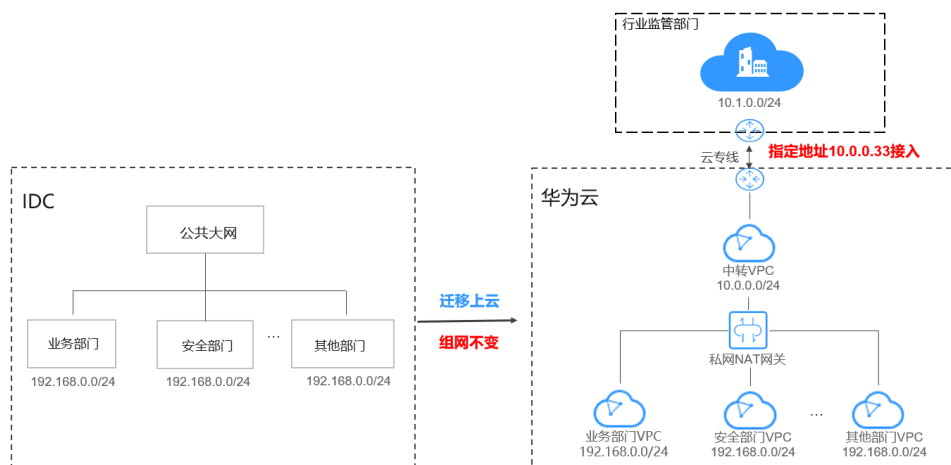 行业监管部门
10.1.0.0/24
云专线
指定地址10.0.0.33接入
IDC
公共大网
业务部门
安全部门
...
其他部门
192.168.0.0/24
192.168.0.0/24
192.168.0.0/24
迁移上云
组网不变
华为云
中转VPC
10.0.0.0/24
私网NAT网关
...
业务部门VPC
安全部门VPC
其他部门VPC
192.168.0.0/24
192.168.0.0/24
192.168.0.0/24